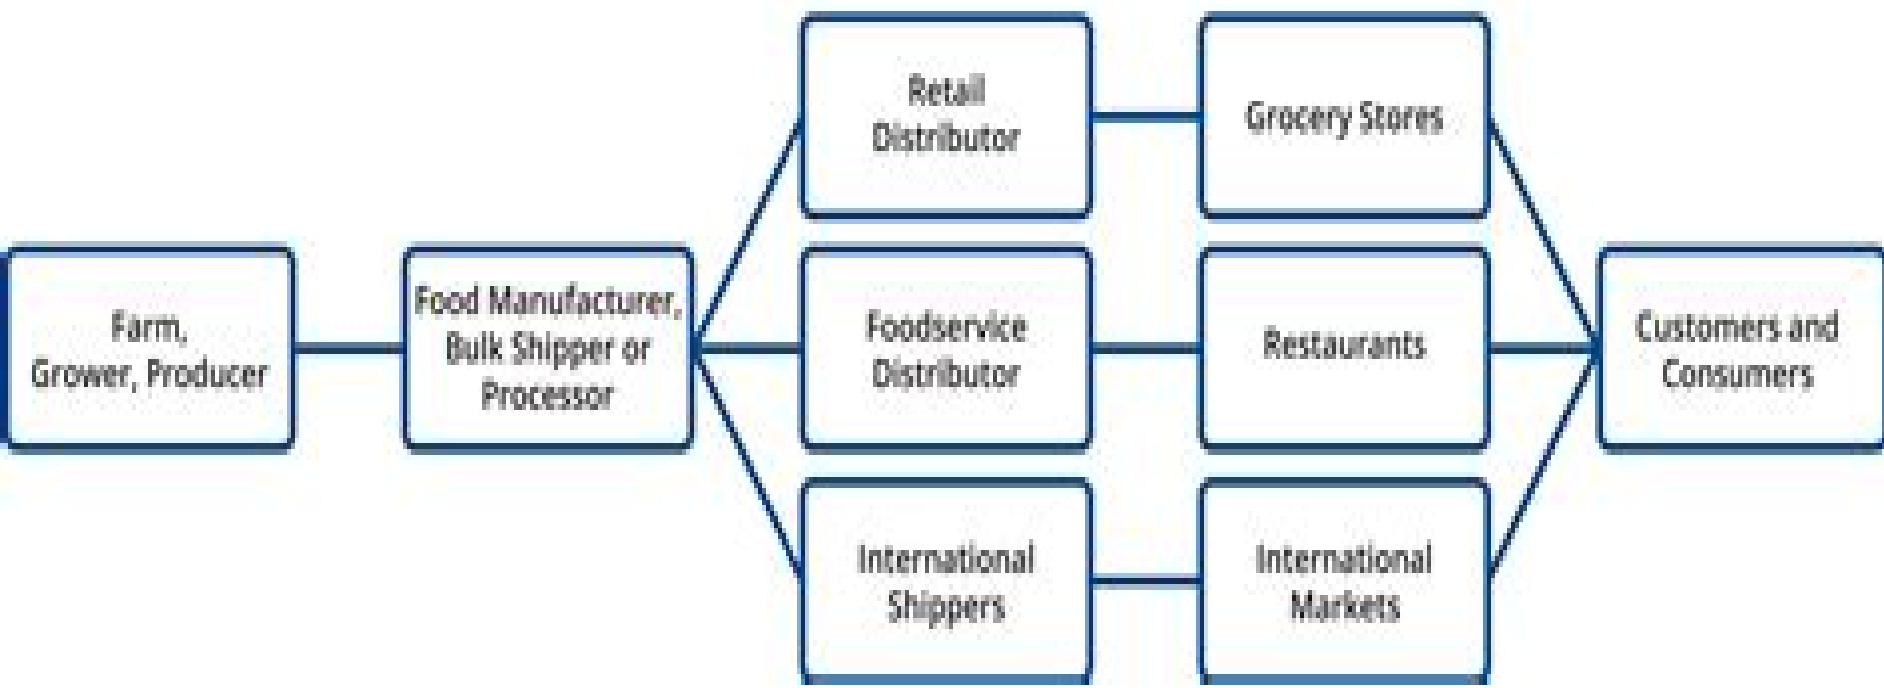 Farm,
Grower, Producer
Food Manufacturer,
Bulk Shipper or
Processor
Retail
Distributor
Grocery Stores
Foodservice
Distributor
Restaurants
International
Shippers
International
Markets
Customers and
Consumers